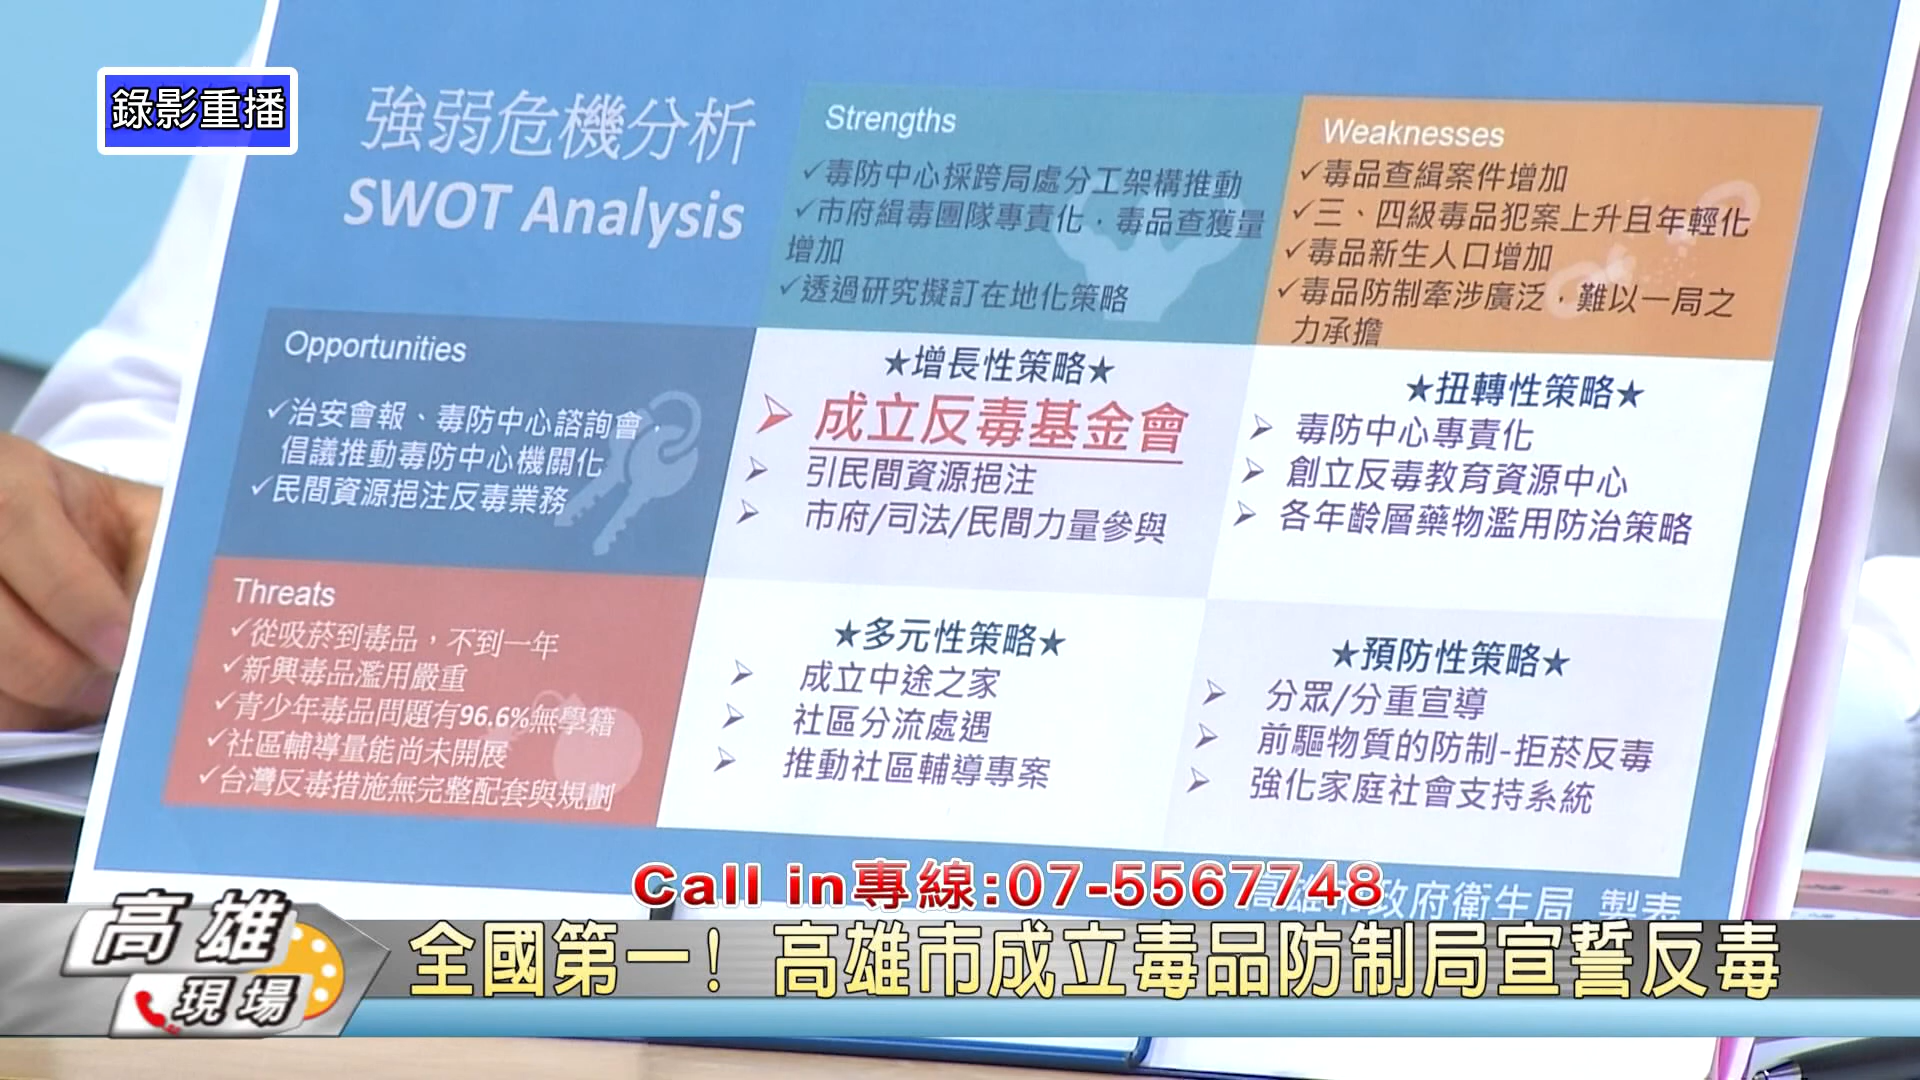 錄影重播
強弱危機分析
SWOT Analysis
Strengths
✓毒防中心採跨局處分工架構推動
✓市府緝毒團隊專責化，毒品查獲量
增加
✓透過研究擬訂在地化策略
Weaknesses
✓毒品查緝案件增加
✓三、四級毒品犯案上升且年輕化
✓毒品新生人口增加
✓毒品防制牽涉廣泛，難以一局之
力承擔
Opportunities
✓治安會報、毒防中心諮詢會，
倡議推動毒防中心機關化
✓民間資源挹注反毒業務
★增長性策略★
➢ 成立反毒基金會
➢ 引民間資源挹注
➢ 市府/司法/民間力量參與
★扭轉性策略★
➢ 毒防中心專責化
➢ 創立反毒教育資源中心
➢ 各年齡層藥物濫用防治策略
Threats
✓從吸菸到毒品，不到一年
✓新興毒品濫用嚴重
✓青少年毒品問題有96.6%無學籍
✓社區輔導量能尚未開展
✓台灣反毒措施無完整配套與規劃
★多元性策略★
➢ 成立中途之家
➢ 社區分流處遇
➢ 推動社區輔導專案
★預防性策略★
➢ 分眾/分重宣導
➢ 前驅物質的防制-拒菸反毒
➢ 強化家庭社會支持系統
高雄市政府衛生局 製表
Call in專線:07-5567748
高雄
現場
全國第一! 高雄市成立毒品防制局宣誓反毒